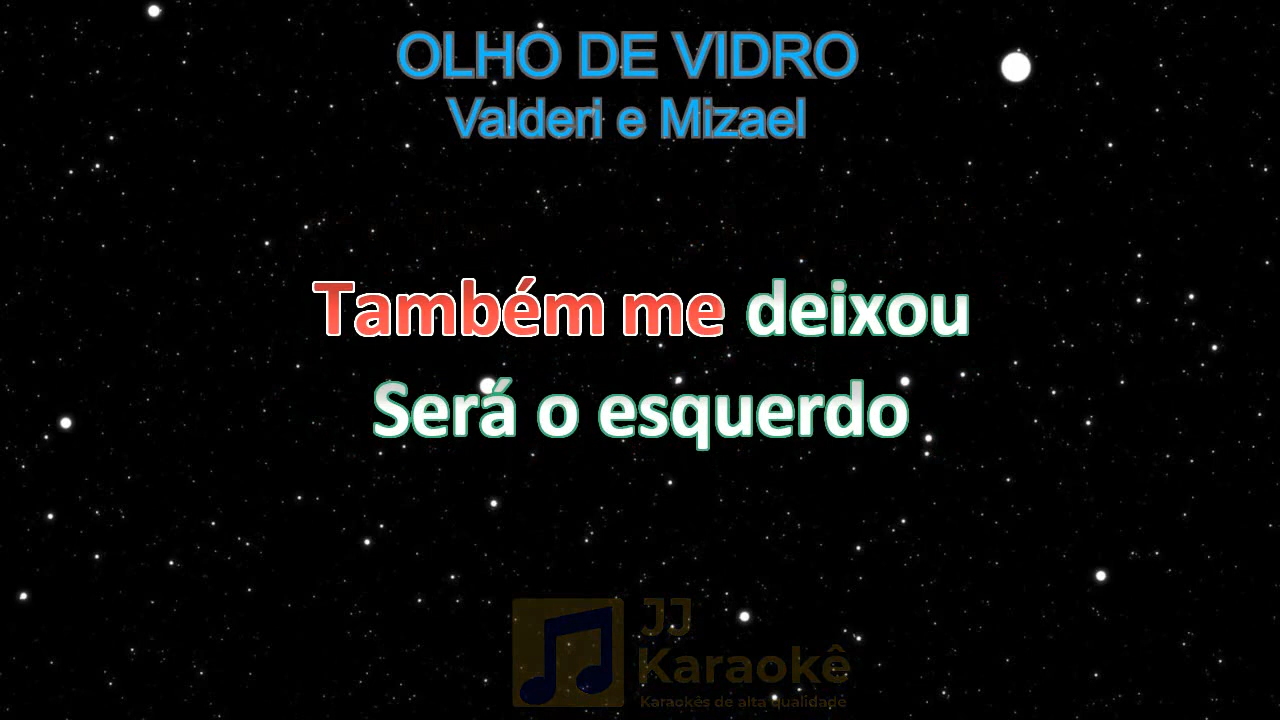 OLHO DE VIDRO
Valderi e Mizael
Também me deixou
Será o esquerdo
JJ
Karaokê
Karaokês de alta qualidade